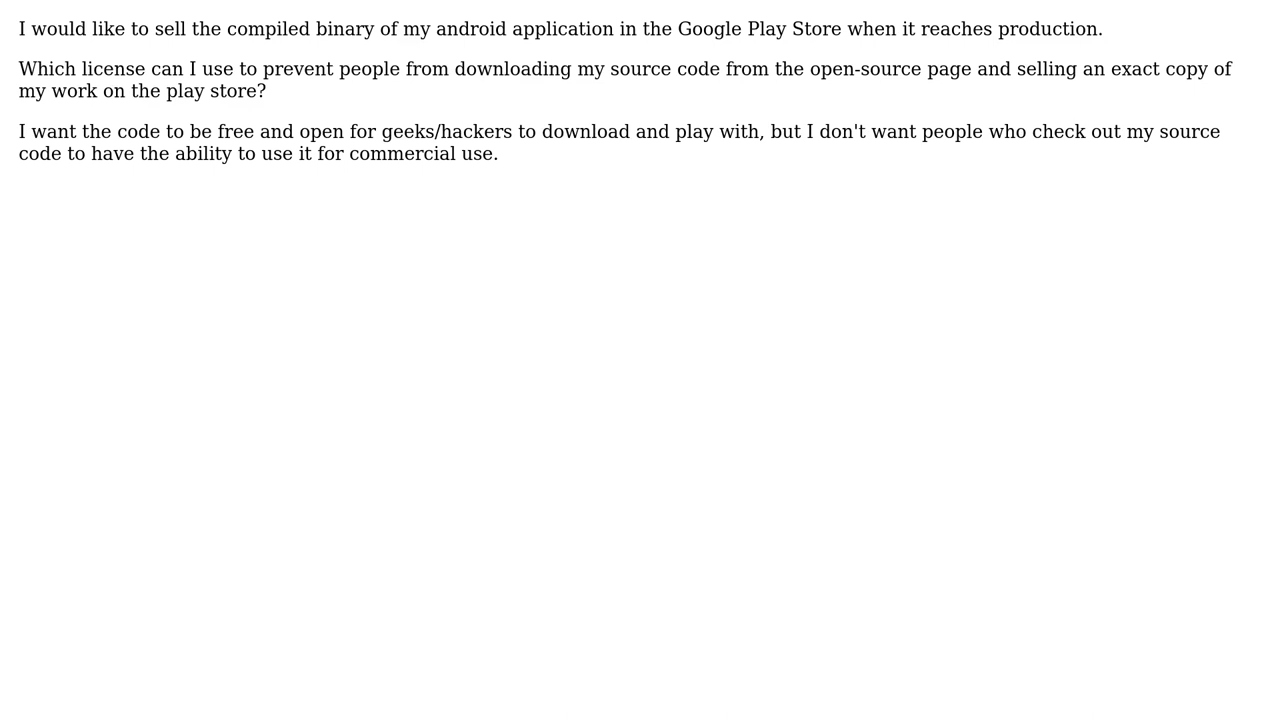 I would like to sell the compiled binary of my android application in the Google Play Store when it reaches production.
Which license can I use to prevent people from downloading my source code from the open-source page and selling an exact copy of
my work on the play store?
I want the code to be free and open for geeks/hackers to download and play with, but I don't want people who check out my source
code to have the ability to use it for commercial use.